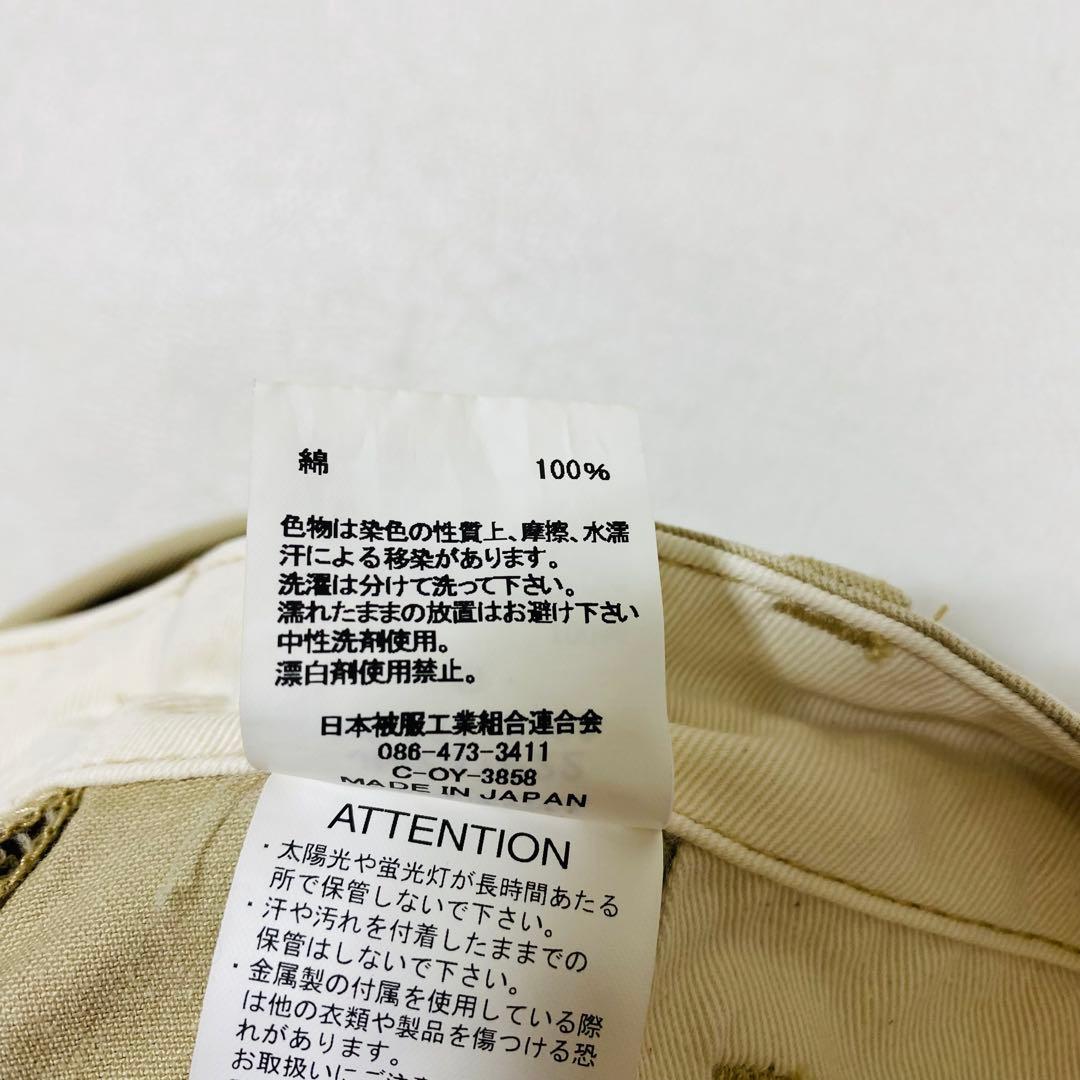 綿 100%
色物は染色の性質上、摩擦、水濡
汗による移染があります。
洗濯は分けて洗って下さい。
濡れたままの放置はお避け下さい
中性洗剤使用。
漂白剤使用禁止。
日本被服工業組合連合会
086-473-3411
C-OY-3858
MADE IN JAPAN
ATTENTION
・太陽光や蛍光灯が長時間あたる
所で保管しないで下さい。
・汗や汚れを付着したままでの
保管はしないで下さい。
・金属製の付属を使用している際
は他の衣類や製品を傷つける恐
れがあります。
お取扱いにご注意